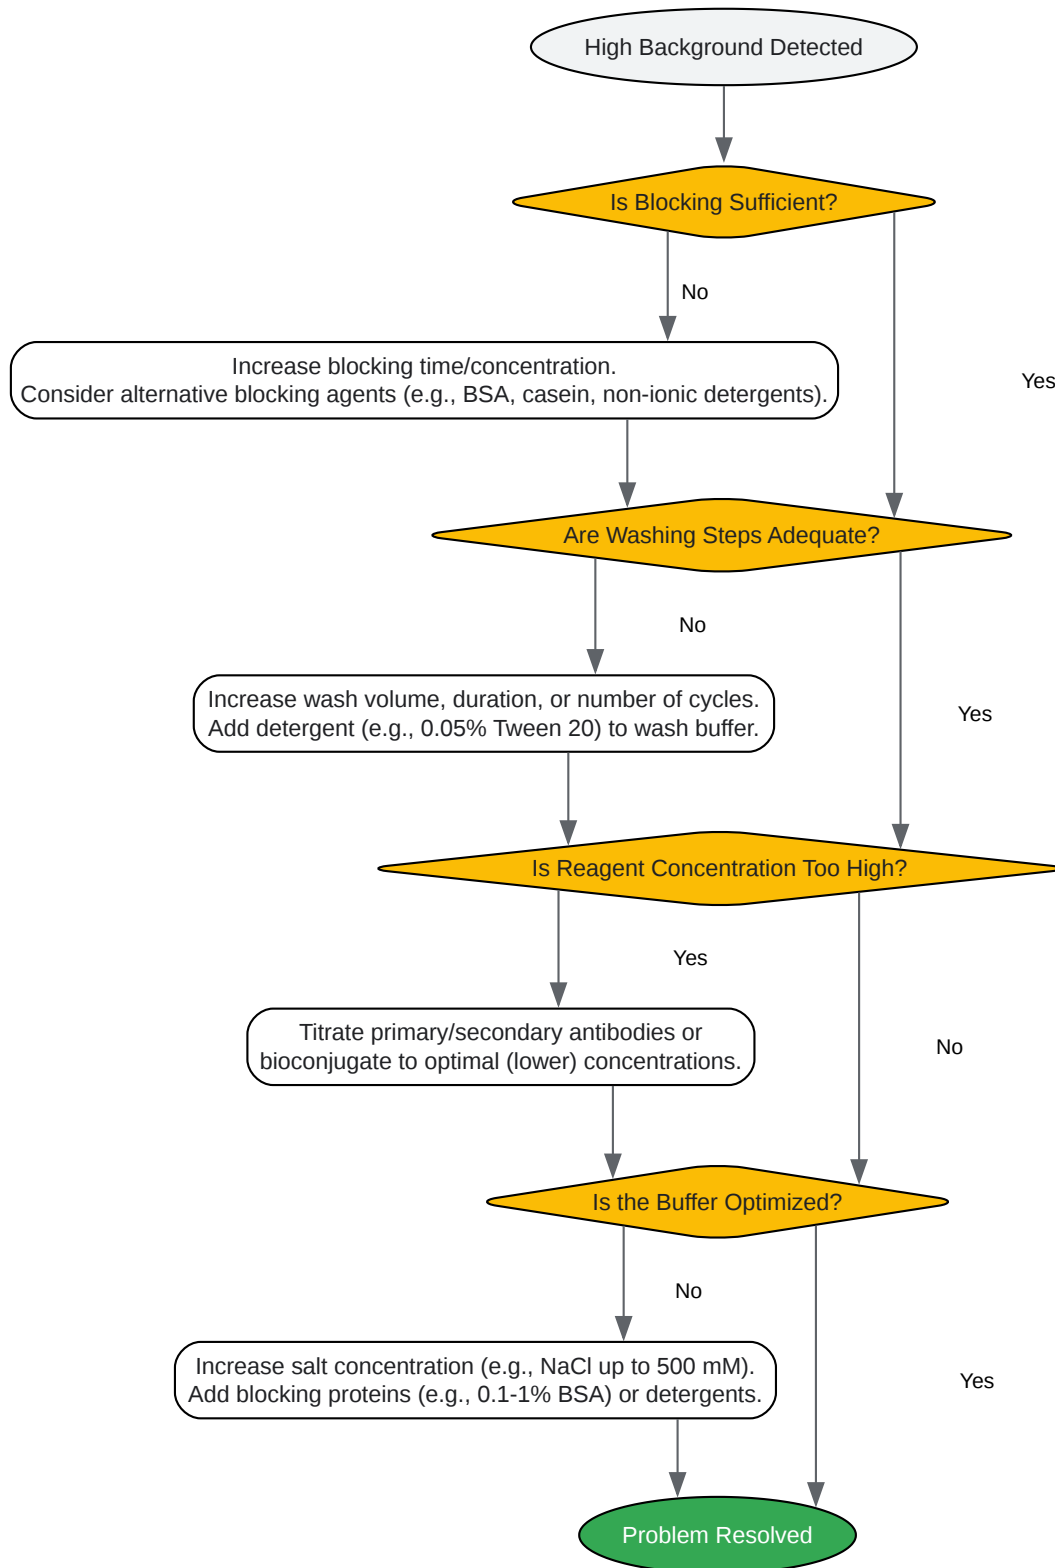 High Background Detected
Is Blocking Sufficient?
No
Increase blocking time/concentration.
Consider alternative blocking agents (e.g., BSA, casein, non-ionic detergents).
Yes
Are Washing Steps Adequate?
No
Increase wash volume, duration, or number of cycles.
Add detergent (e.g., 0.05% Tween 20) to wash buffer.
Yes
Is Reagent Concentration Too High?
Yes
Titrate primary/secondary antibodies or
bioconjugate to optimal (lower) concentrations.
No
Is the Buffer Optimized?
No
Increase salt concentration (e.g., NaCl up to 500 mM).
Add blocking proteins (e.g., 0.1-1% BSA) or detergents.
Yes
Problem Resolved